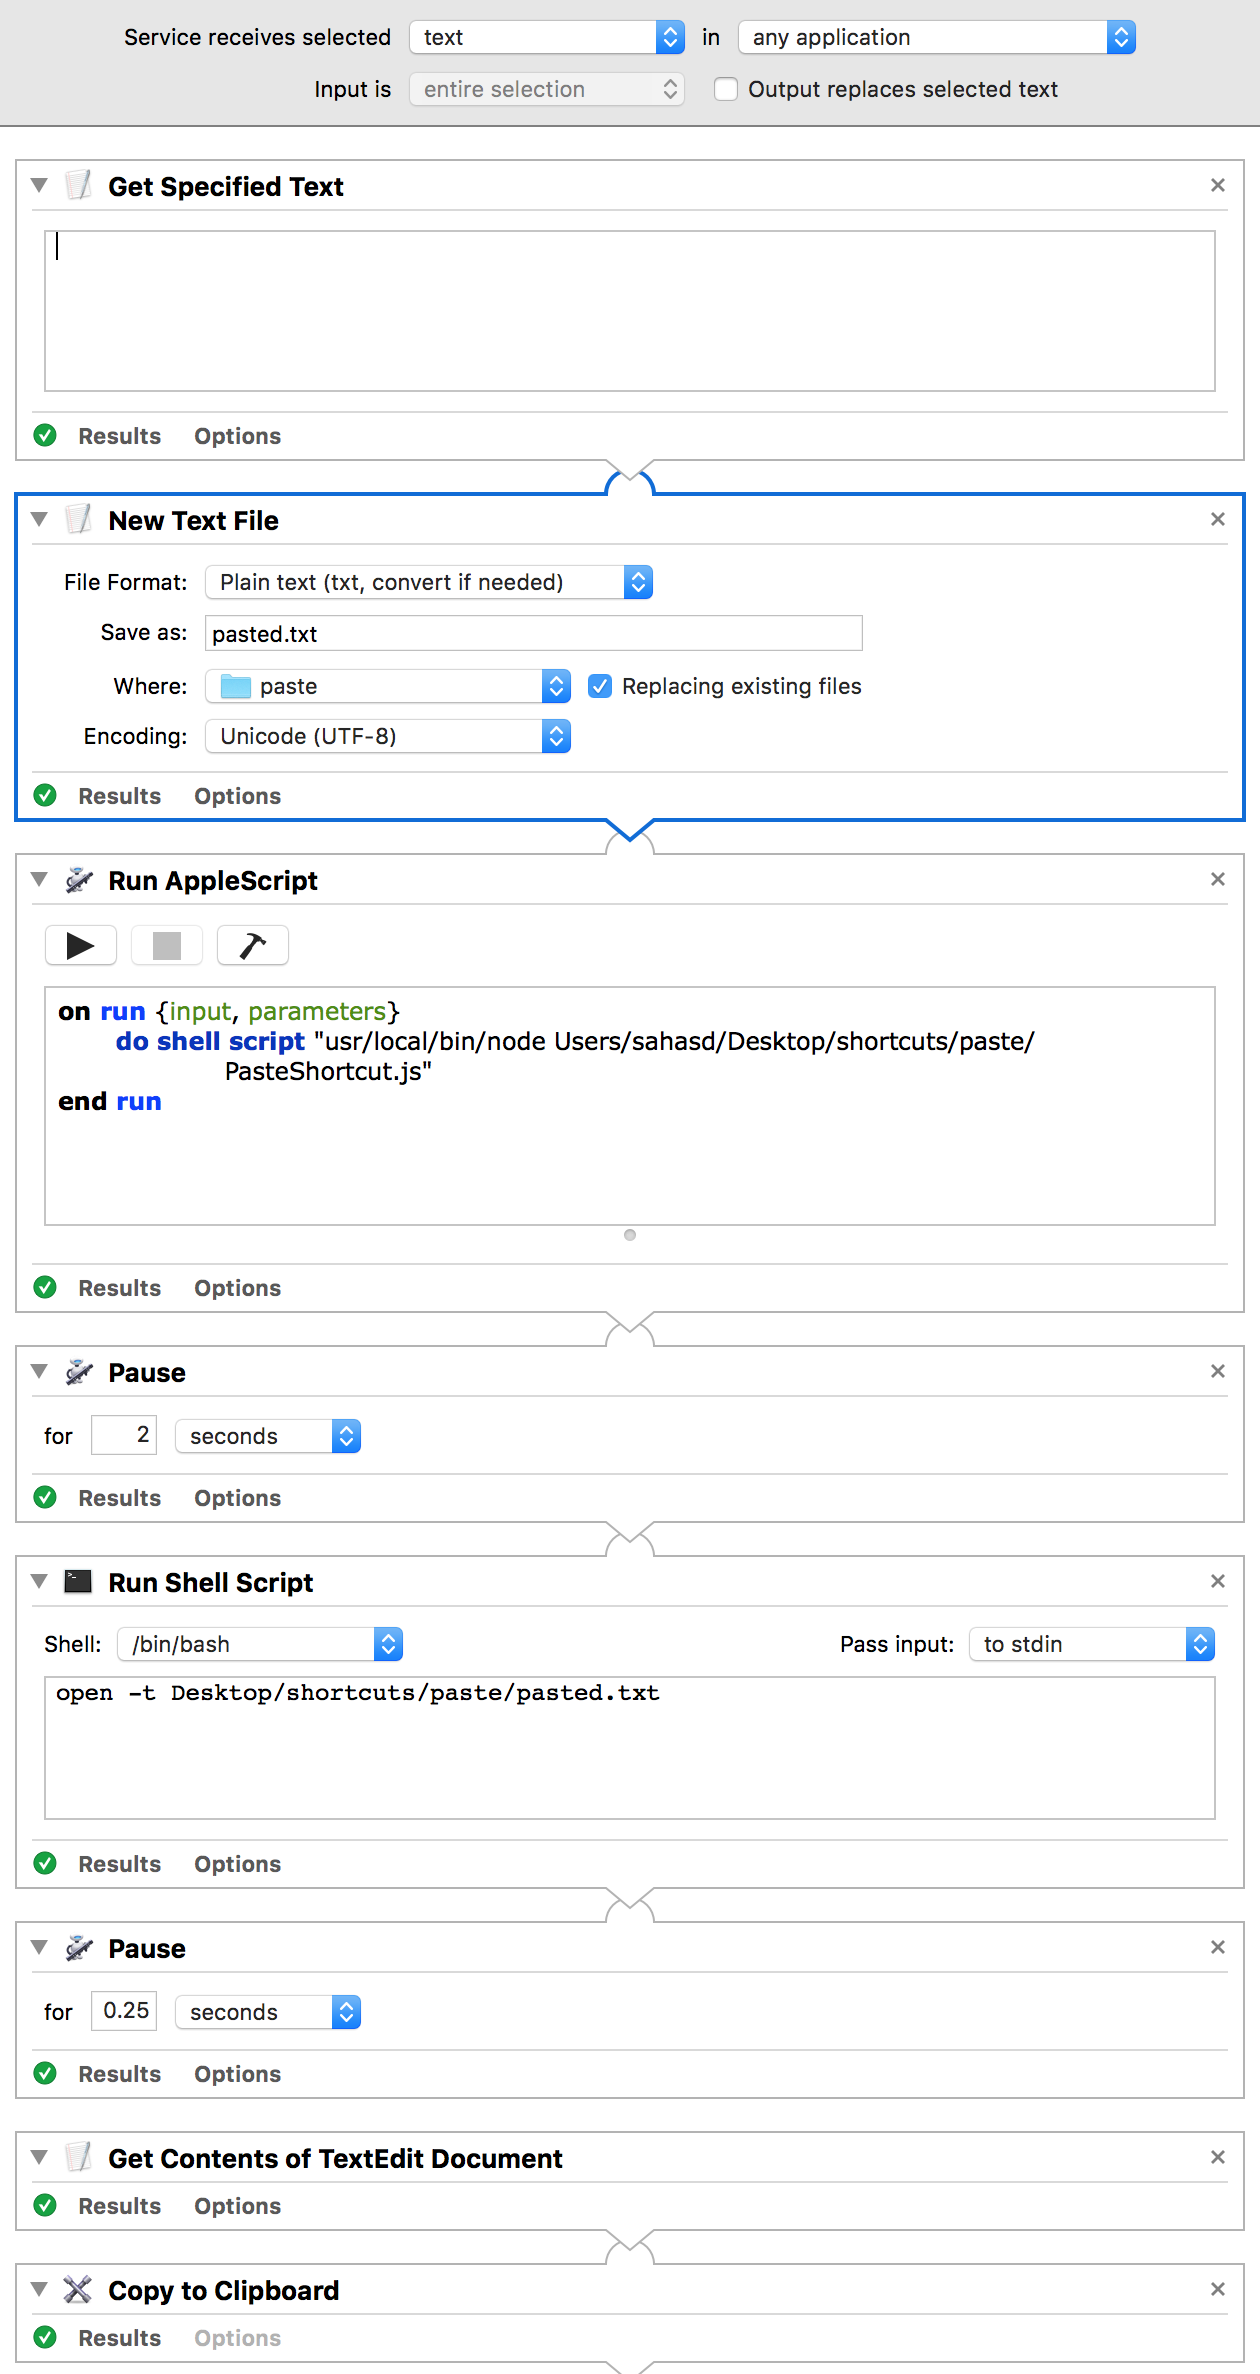 Service receives selected text in any application
Input is entire selection Output replaces selected text
Get Specified Text
Results Options
New Text File
File Format: Plain text (txt, convert if needed)
Save as: pasted.txt
Where: paste Replacing existing files
Encoding: Unicode (UTF-8)
Results Options
Run AppleScript
on run {input, parameters}
do shell script "usr/local/bin/node Users/sahasd/Desktop/shortcuts/paste/
PasteShortcut.js"
end run
Results Options
Pause
for 2 seconds
Results Options
Run Shell Script
Shell: /bin/bash Pass input: to stdin
open -t Desktop/shortcuts/paste/pasted.txt
Results Options
Pause
for 0.25 seconds
Results Options
Get Contents of TextEdit Document
Results Options
Copy to Clipboard
Results Options